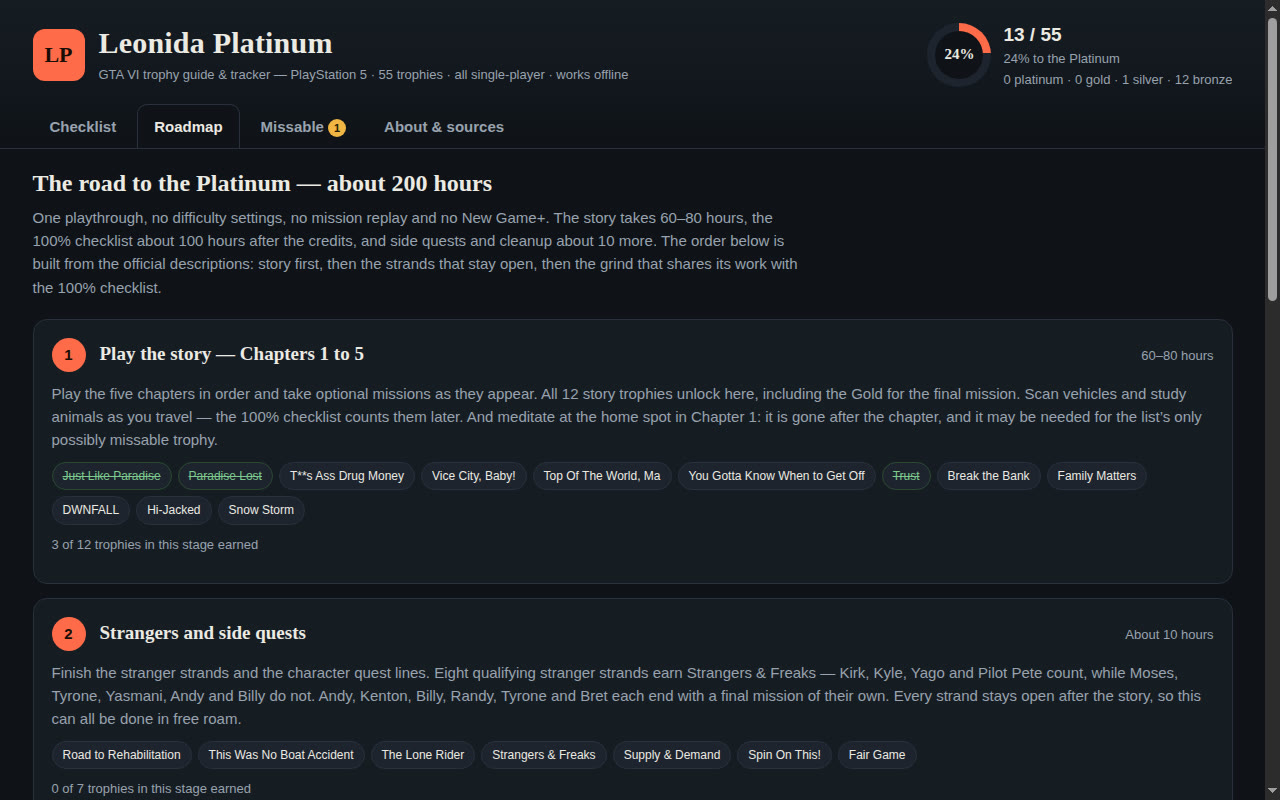 LP
Leonida Platinum
GTA VI trophy guide & tracker — PlayStation 5 · 55 trophies · all single-player · works offline
24%
13 / 55
24% to the Platinum
0 platinum · 0 gold · 1 silver · 12 bronze
Checklist
Roadmap
Missable 1
About & sources
The road to the Platinum — about 200 hours
One playthrough, no difficulty settings, no mission replay and no New Game+. The story takes 60–80 hours, the
100% checklist about 100 hours after the credits, and side quests and cleanup about 10 more. The order below is
built from the official descriptions: story first, then the strands that stay open, then the grind that shares its work with
the 100% checklist.
1
Play the story — Chapters 1 to 5
60–80 hours
Play the five chapters in order and take optional missions as they appear. All 12 story trophies unlock here, including the Gold for the final mission. Scan vehicles and study
animals as you travel — the 100% checklist counts them later. And meditate at the home spot in Chapter 1: it is gone after the chapter, and it may be needed for the list's only
possibly missable trophy.
Just Like Paradise
Paradise Lost
T**s Ass Drug Money
Vice City, Baby!
Top Of The World, Ma
You Gotta Know When to Get Off
Trust
Break the Bank
Family Matters
DWNFALL
Hi-Jacked
Snow Storm
3 of 12 trophies in this stage earned
2
Strangers and side quests
About 10 hours
Finish the stranger strands and the character quest lines. Eight qualifying stranger strands earn Strangers & Freaks — Kirk, Kyle, Yago and Pilot Pete count, while Moses,
Tyrone, Yasmani, Andy and Billy do not. Andy, Kenton, Billy, Randy, Tyrone and Bret each end with a final mission of their own. Every strand stays open after the story, so this
can all be done in free roam.
Road to Rehabilitation
This Was No Boat Accident
The Lone Rider
Strangers & Freaks
Supply & Demand
Spin On This!
Fair Game
0 of 7 trophies in this stage earned